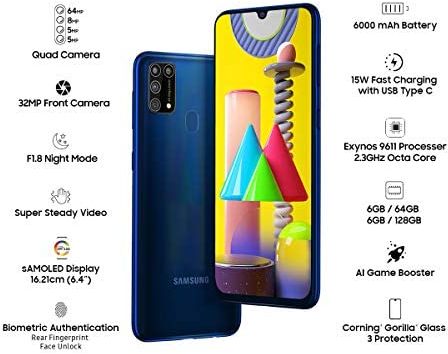 64MP
8MP
5MP
5MP
Quad Camera
32MP Front Camera
F1.8 Night Mode
Super Steady Video
sAMOLED Display
16.21cm (6.4")
Biometric Authentication
Rear Fingerprint
Face Unlock
SAMSUNG
6000 mAh Battery
15W Fast Charging
with USB Type C
Exynos 9611 Processer
2.3GHz Octa Core
6GB / 64GB
6GB / 128GB
AI Game Booster
Corning® Gorilla® Glass
3 Protection